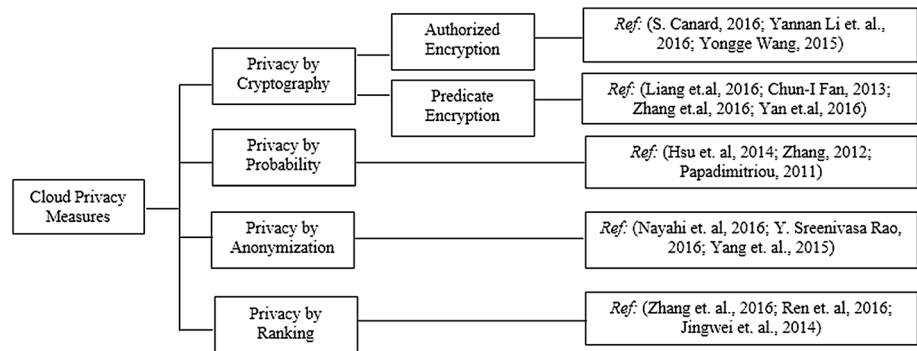 Cloud Privacy
Measures
Privacy by
Cryptography
Authorized
Encryption
Ref: (S. Canard, 2016; Yannan Li et. al.,
2016; Yongge Wang, 2015)
Predicate
Encryption
Ref: (Liang et.al, 2016; Chun-I Fan, 2013;
Zhang et.al, 2016; Yan et.al, 2016)
Privacy by
Probability
Ref: (Hsu et. al, 2014; Zhang, 2012;
Papadimitriou, 2011)
Privacy by
Anonymization
Ref: (Nayahi et. al, 2016; Y. Sreenivasa Rao,
2016; Yang et. al., 2015)
Privacy by
Ranking
Ref: (Zhang et. al., 2016; Ren et. al, 2016;
Jingwei et. al., 2014)